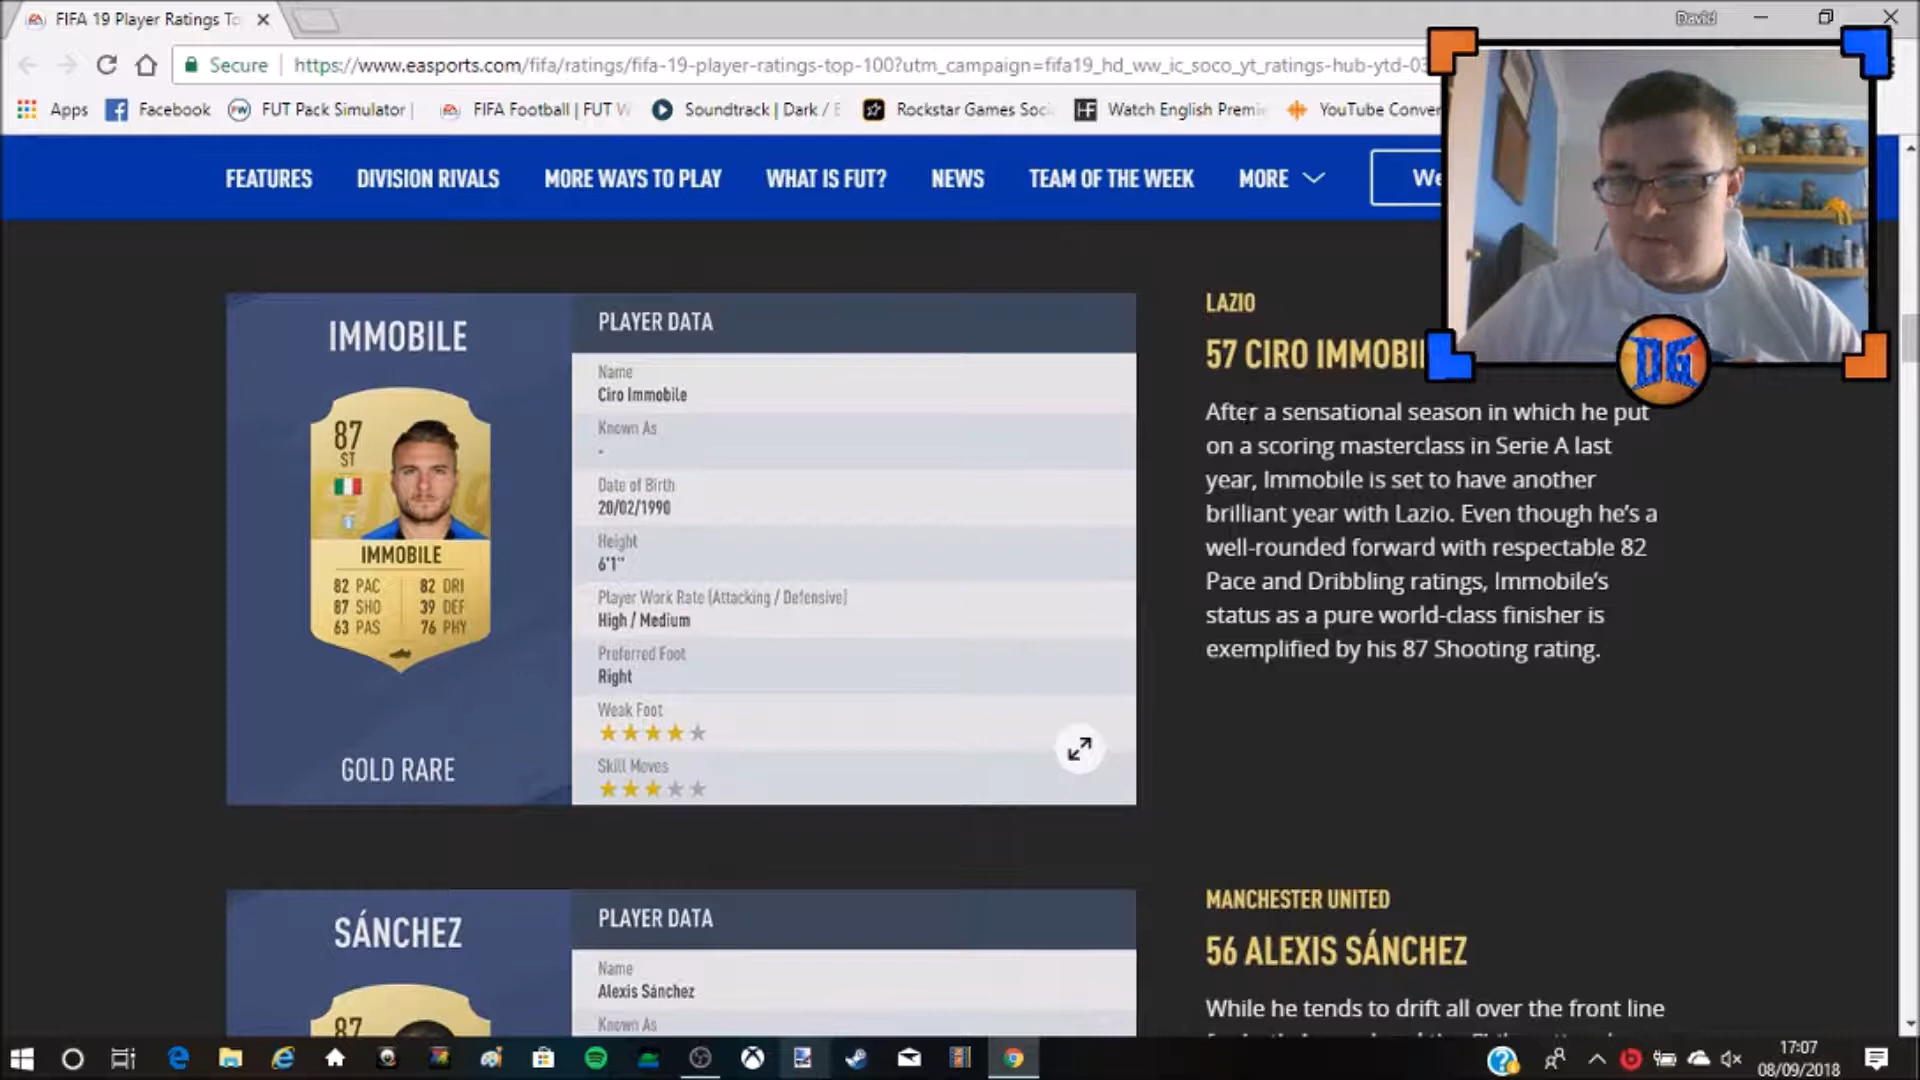 FIFA 19 Player Ratings To
David
Secure
https://www.easports.com/fifa/ratings/fifa-19-player-ratings-top-100?utm_campaign=fifa19_hd_ww_ic_soco_yt_ratings-hub-ytd-03
Apps
Facebook
FUT Pack Simulator |
FIFA Football | FUT W
Soundtrack | Dark / E
Rockstar Games Soci
Watch English Premie
YouTube Conver
FEATURES
DIVISION RIVALS
MORE WAYS TO PLAY
WHAT IS FUT?
NEWS
TEAM OF THE WEEK
MORE
We
DG
IMMOBILE
87
ST
IMMOBILE
82 PAC 82 DRI
87 SHO 39 DEF
63 PAS 76 PHY
GOLD RARE
PLAYER DATA
Name
Ciro Immobile
Known As
-
Date of Birth
20/02/1990
Height
6'1"
Player Work Rate (Attacking / Defensive)
High / Medium
Preferred Foot
Right
Weak Foot
Skill Moves
LAZIO
57 CIRO IMMOBI
After a sensational season in which he put
on a scoring masterclass in Serie A last
year, Immobile is set to have another
brilliant year with Lazio. Even though he's a
well-rounded forward with respectable 82
Pace and Dribbling ratings, Immobile's
status as a pure world-class finisher is
exemplified by his 87 Shooting rating.
SÁNCHEZ
87
PLAYER DATA
Name
Alexis Sánchez
Known As
MANCHESTER UNITED
56 ALEXIS SÁNCHEZ
While he tends to drift all over the front line
17:07
08/09/2018